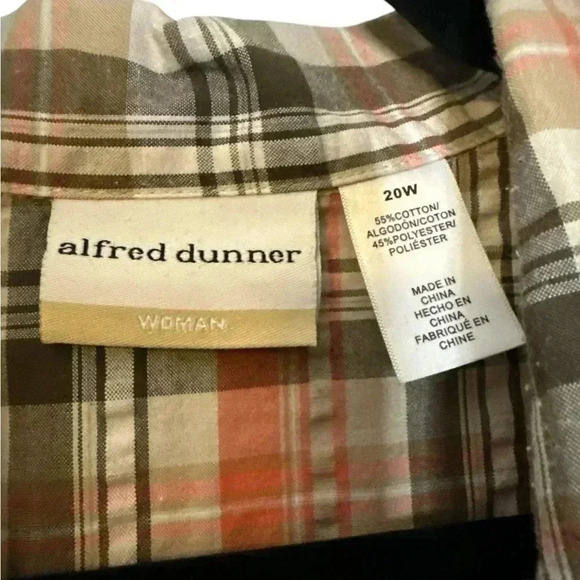 alfred dunner
WOMAN
20W
55%COTTON/
ALGODÓN/COTON
45%POLYESTER/
POLIÉSTER
MADE IN
CHINA
HECHO EN
CHINA
FABRIQUÉ EN
CHINE